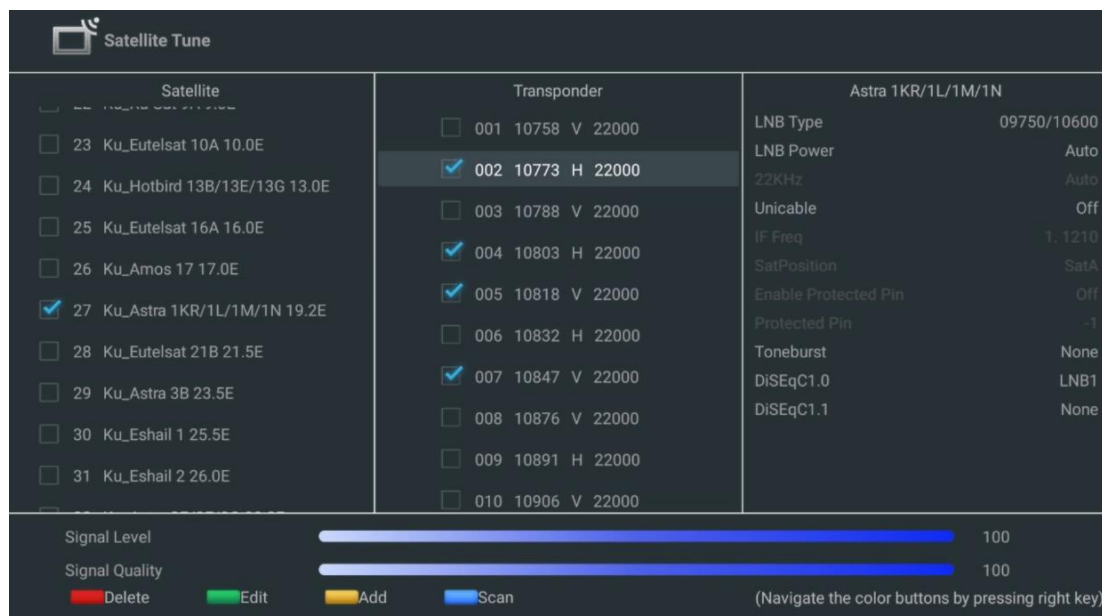 Satellite Tune
Satellite
23 Ku_Eutelsat 10A 10.0E
24 Ku_Hotbird 13B/13E/13G 13.0E
25 Ku_Eutelsat 16A 16.0E
26 Ku_Amos 17 17.0E
27 Ku_Astra 1KR/1L/1M/1N 19.2E
28 Ku_Eutelsat 21B 21.5E
29 Ku_Astra 3B 23.5E
30 Ku_Eshail 1 25.5E
31 Ku_Eshail 2 26.0E
Transponder
001 10758 V 22000
002 10773 H 22000
003 10788 V 22000
004 10803 H 22000
005 10818 V 22000
006 10832 H 22000
007 10847 V 22000
008 10876 V 22000
009 10891 H 22000
010 10906 V 22000
Astra 1KR/1L/1M/1N
LNB Type 09750/10600
LNB Power Auto
22KHz Auto
Unicable Off
IF Freq 1. 1210
SatPosition SatA
Enable Protected Pin Off
Protected Pin -1
Toneburst None
DiSEqC1.0 LNB1
DiSEqC1.1 None
Signal Level 100
Signal Quality 100
Delete Edit Add Scan (Navigate the color buttons by pressing right key)